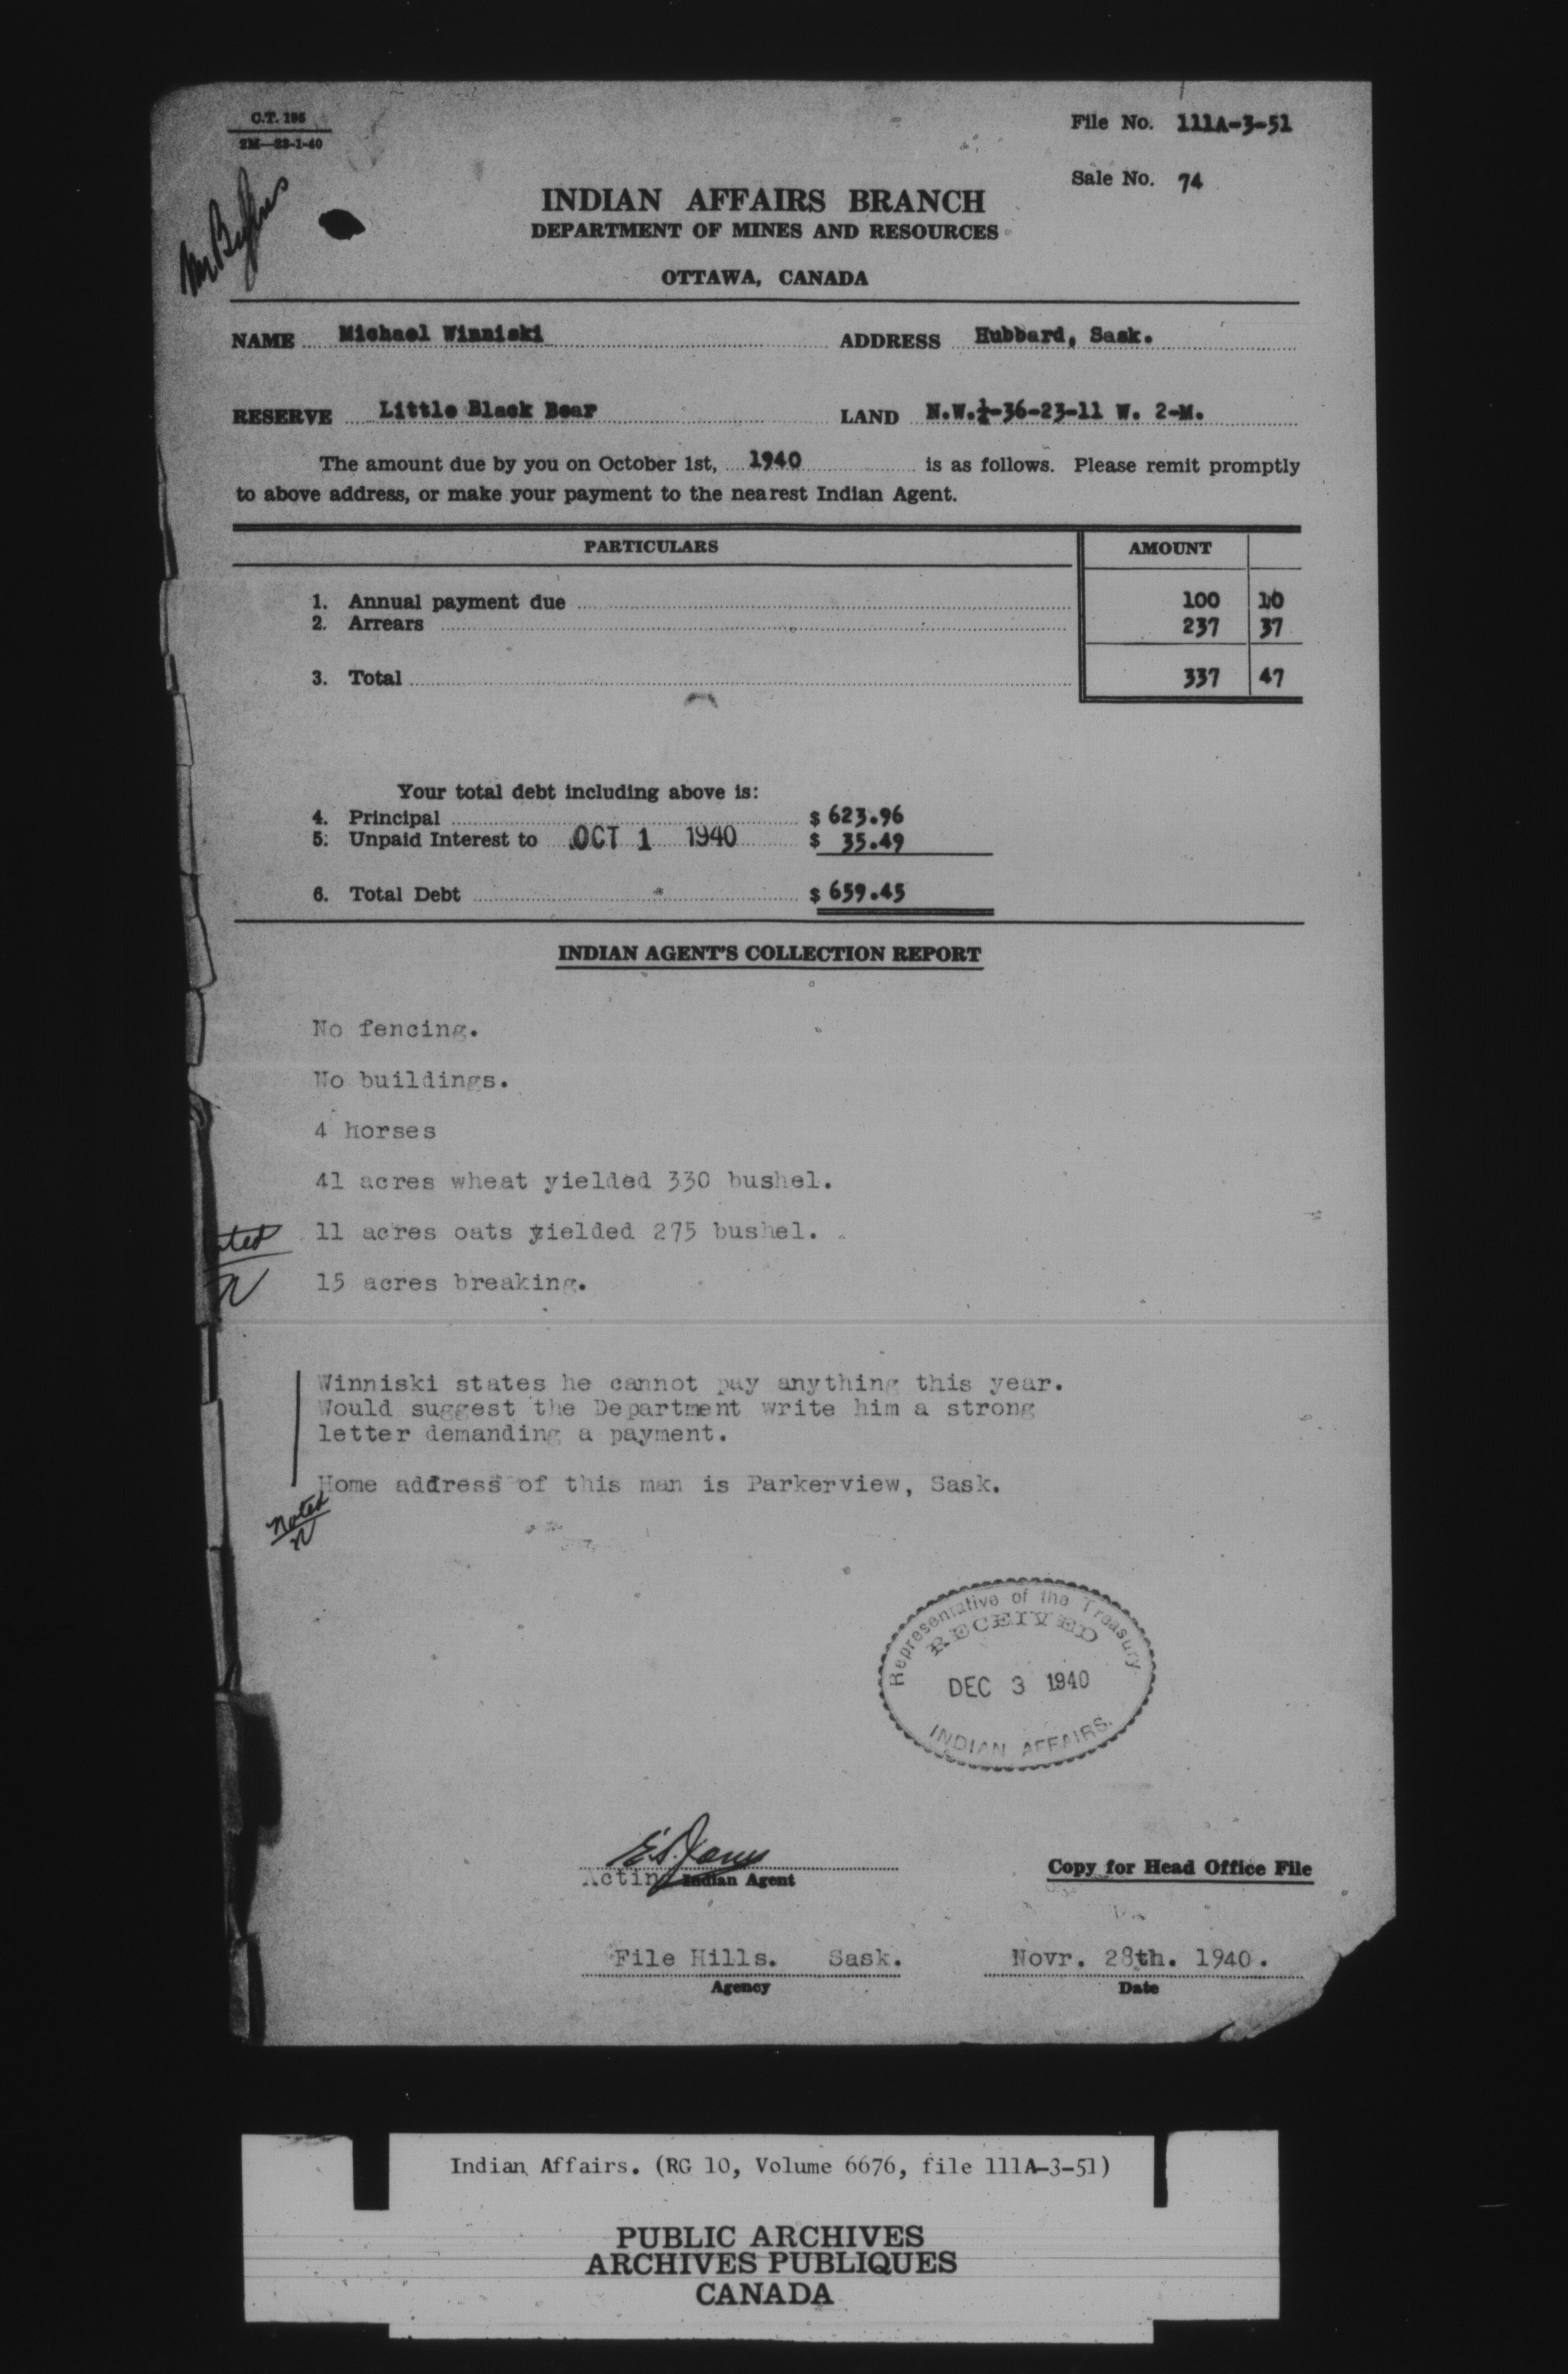 C.T. 195
2M—23-1-40
File No. 111A-3-51
Sale No. 74
INDIAN AFFAIRS BRANCH
DEPARTMENT OF MINES AND RESOURCES
OTTAWA, CANADA
NAME Michael Winniski ADDRESS Hubbard, Sask.
RESERVE Little Black Bear LAND N.W.¼-36-23-11 W. 2-M.
The amount due by you on October 1st, 1940 is as follows. Please remit promptly
to above address, or make your payment to the nearest Indian Agent.
PARTICULARS AMOUNT
1. Annual payment due 100 10
2. Arrears 237 37
3. Total 337 47
Your total debt including above is:
4. Principal $ 623.96
5. Unpaid Interest to OCT 1 1940 $ 35.49
6. Total Debt $ 659.45
INDIAN AGENT'S COLLECTION REPORT
No fencing.
No buildings.
4 horses
41 acres wheat yielded 330 bushel.
11 acres oats yielded 275 bushel.
15 acres breaking.
Winniski states he cannot pay anything this year.
Would suggest the Department write him a strong
letter demanding a payment.
Home address of this man is Parkerview, Sask.
Noted
Representative of the Treasury
RECEIVED
DEC 3 1940
INDIAN AFFAIRS.
Acting Indian Agent
Copy for Head Office File
File Hills. Sask. Novr. 28th. 1940.
Agency Date
Indian Affairs. (RG 10, Volume 6676, file 111A-3-51)
PUBLIC ARCHIVES
ARCHIVES PUBLIQUES
CANADA